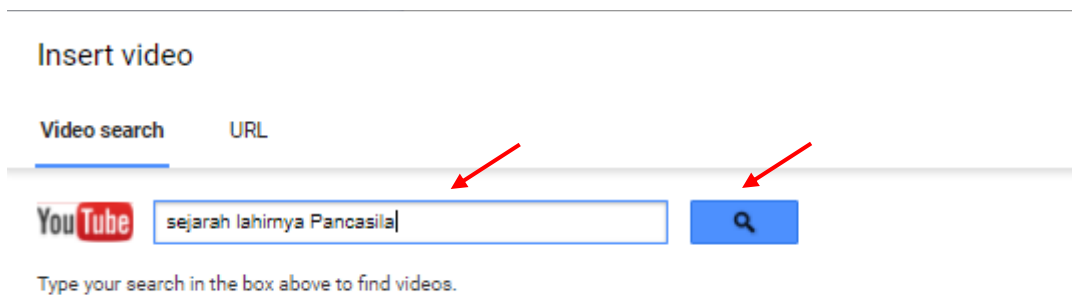 Insert video
Video search URL
YouTube sejarah lahirnya Pancasila
Type your search in the box above to find videos.